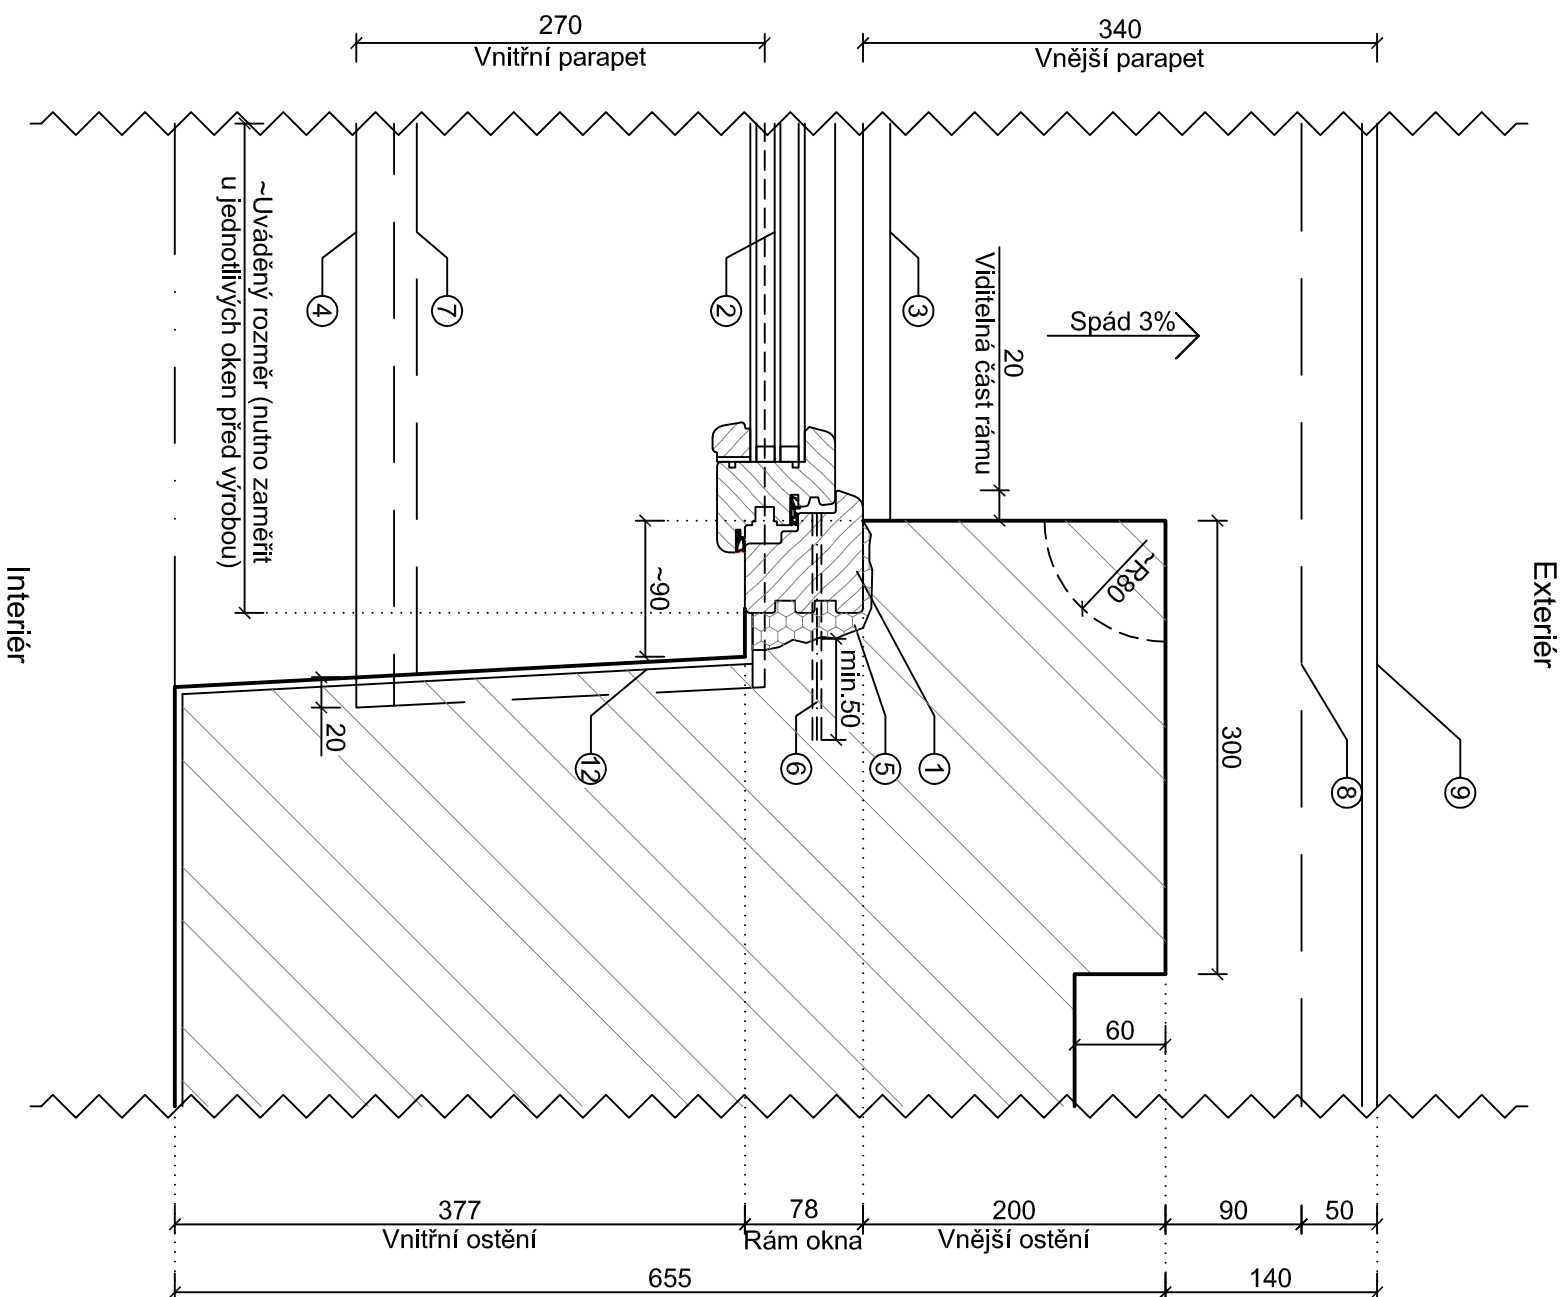 270
Vnitřní parapet
340
Vnější parapet
~Uváděný rozměr (nutno zaměřit
u jednotlivých oken před výrobou)
4
7
2
3
20
Viditelná část rámu
Spád 3%
~R80
Exteriér
Interiér
~90
min.50
20
12
6
5
1
300
8
9
60
377
Vnitřní ostění
78
Rám okna
200
Vnější ostění
90
50
655
140